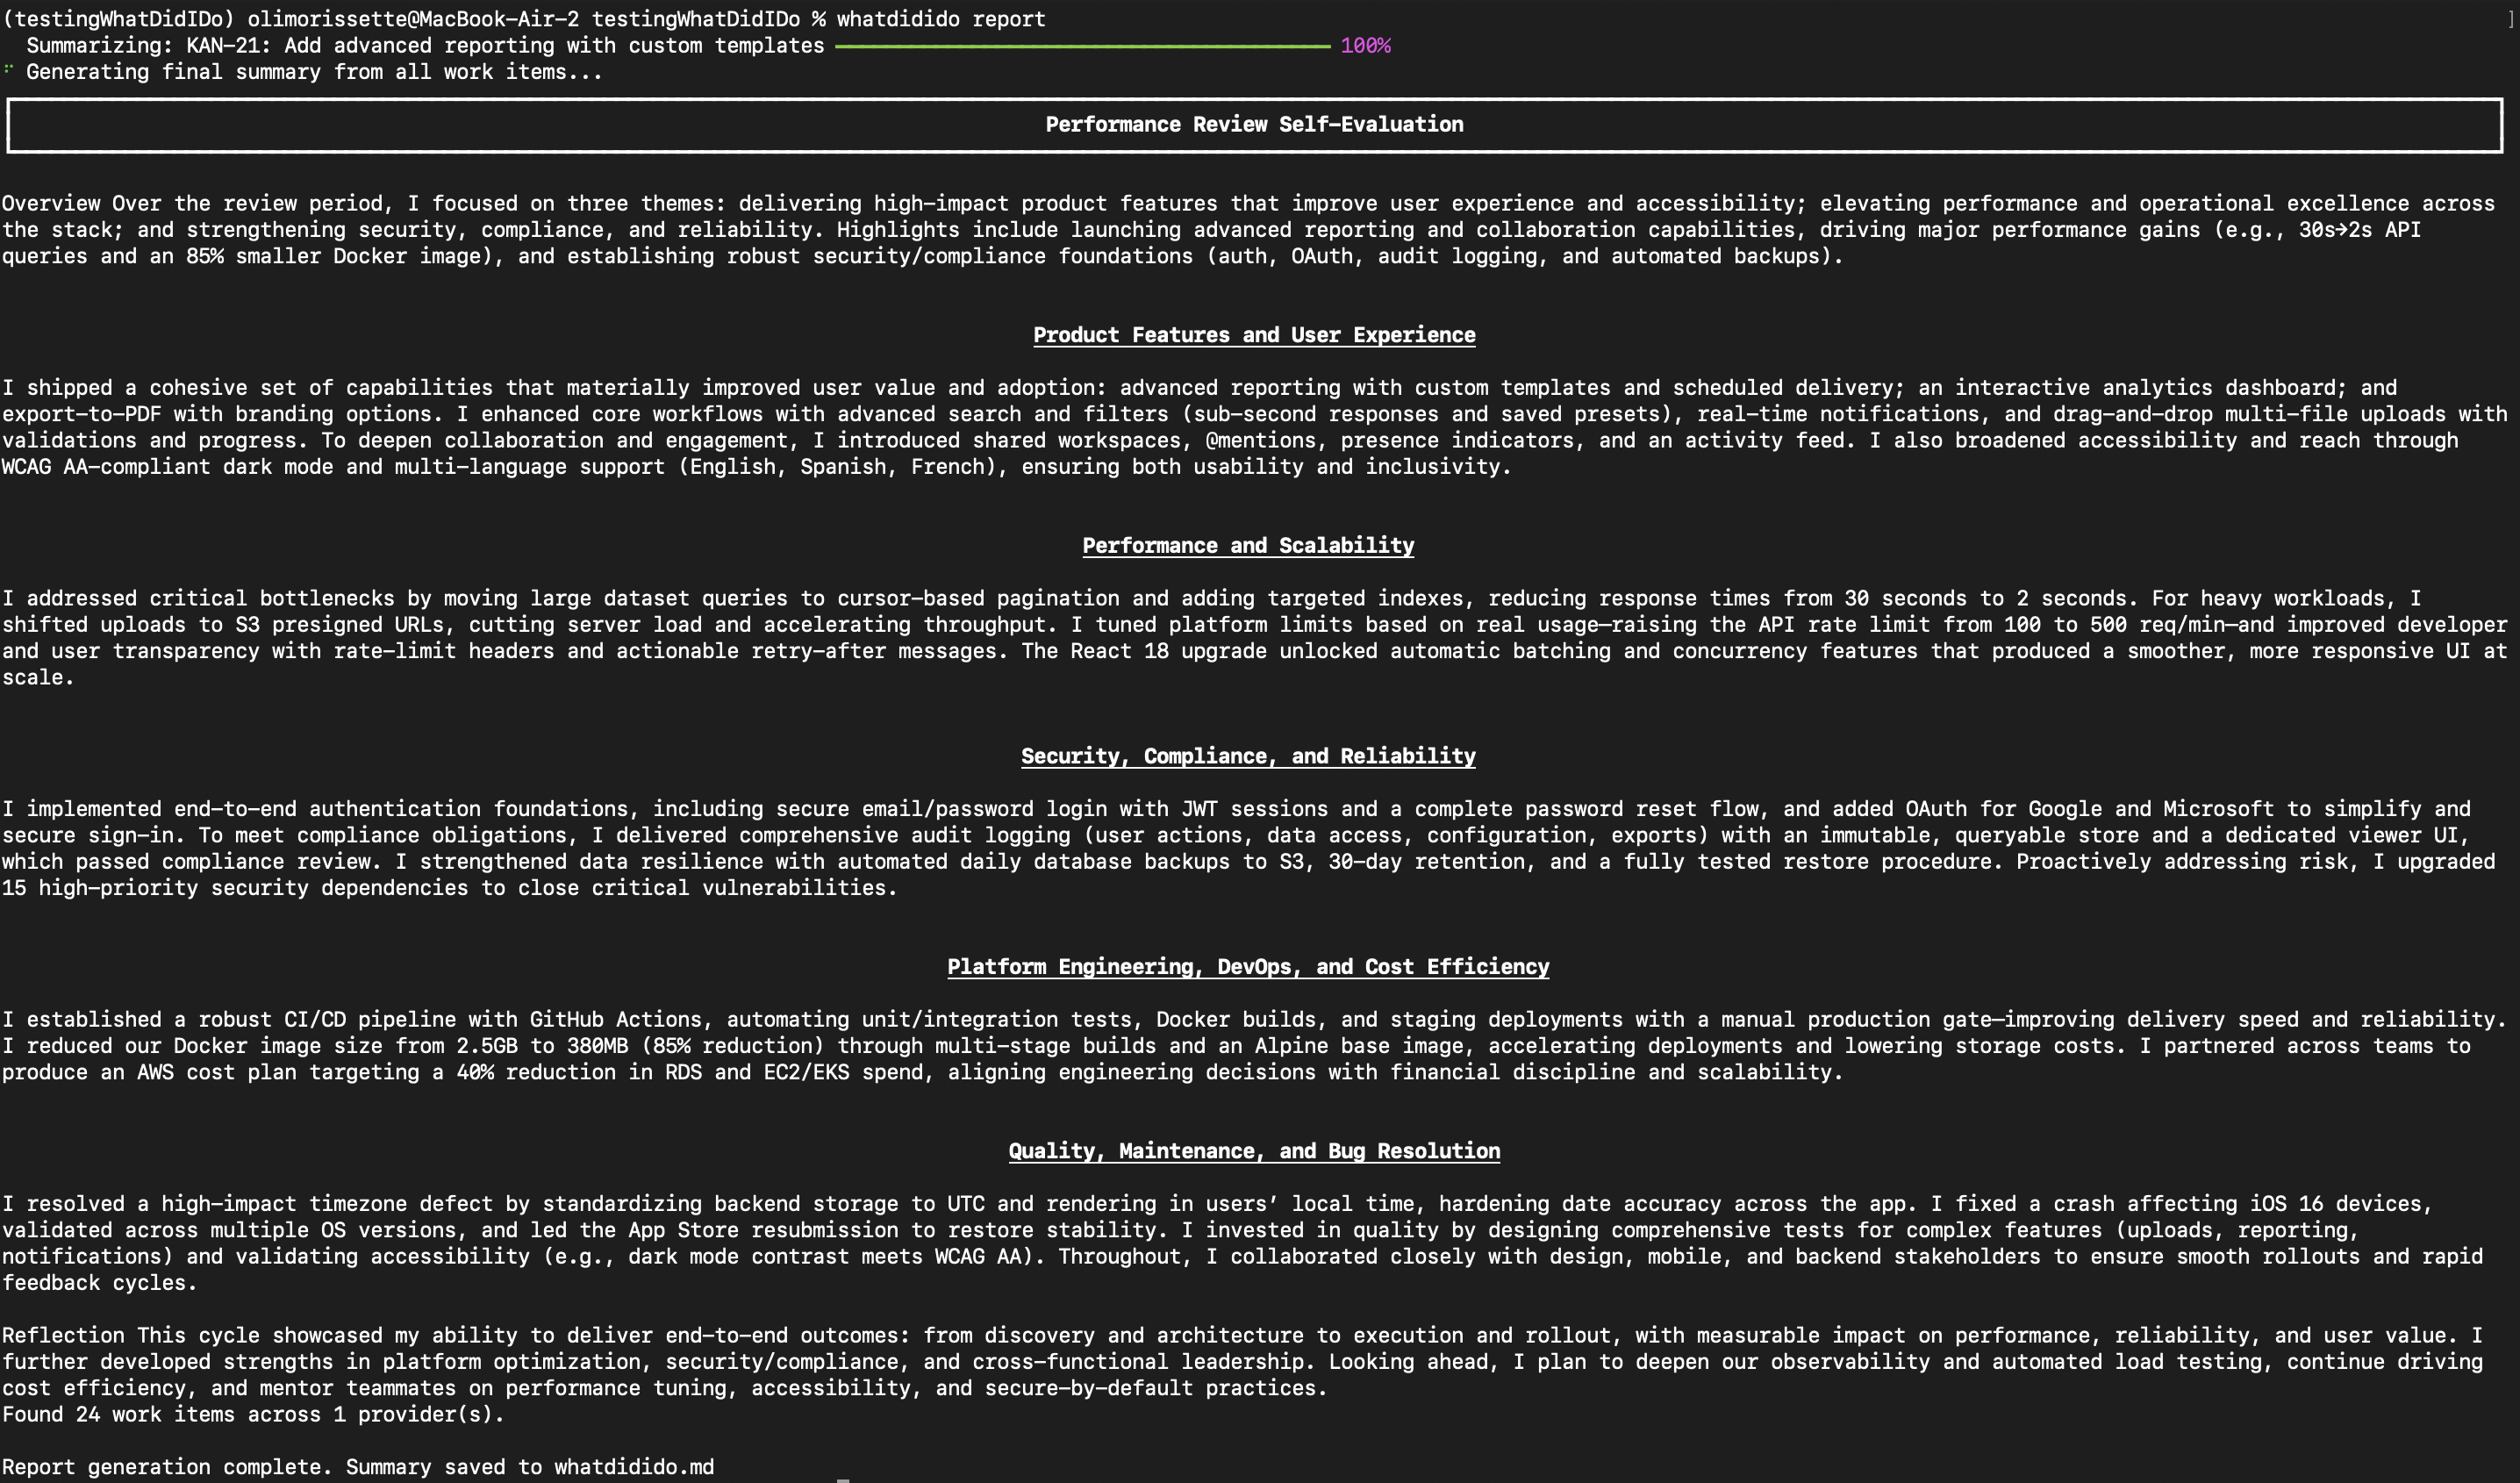 (testingWhatDidIDo) olimorissette@MacBook-Air-2 testingWhatDidIDo % whatdidido report ]
Summarizing: KAN-21: Add advanced reporting with custom templates 100%
Generating final summary from all work items...
Performance Review Self-Evaluation
Overview Over the review period, I focused on three themes: delivering high-impact product features that improve user experience and accessibility; elevating performance and operational excellence across
the stack; and strengthening security, compliance, and reliability. Highlights include launching advanced reporting and collaboration capabilities, driving major performance gains (e.g., 30s→2s API
queries and an 85% smaller Docker image), and establishing robust security/compliance foundations (auth, OAuth, audit logging, and automated backups).
Product Features and User Experience
I shipped a cohesive set of capabilities that materially improved user value and adoption: advanced reporting with custom templates and scheduled delivery; an interactive analytics dashboard; and
export-to-PDF with branding options. I enhanced core workflows with advanced search and filters (sub-second responses and saved presets), real-time notifications, and drag-and-drop multi-file uploads with
validations and progress. To deepen collaboration and engagement, I introduced shared workspaces, @mentions, presence indicators, and an activity feed. I also broadened accessibility and reach through
WCAG AA-compliant dark mode and multi-language support (English, Spanish, French), ensuring both usability and inclusivity.
Performance and Scalability
I addressed critical bottlenecks by moving large dataset queries to cursor-based pagination and adding targeted indexes, reducing response times from 30 seconds to 2 seconds. For heavy workloads, I
shifted uploads to S3 presigned URLs, cutting server load and accelerating throughput. I tuned platform limits based on real usage—raising the API rate limit from 100 to 500 req/min—and improved developer
and user transparency with rate-limit headers and actionable retry-after messages. The React 18 upgrade unlocked automatic batching and concurrency features that produced a smoother, more responsive UI at
scale.
Security, Compliance, and Reliability
I implemented end-to-end authentication foundations, including secure email/password login with JWT sessions and a complete password reset flow, and added OAuth for Google and Microsoft to simplify and
secure sign-in. To meet compliance obligations, I delivered comprehensive audit logging (user actions, data access, configuration, exports) with an immutable, queryable store and a dedicated viewer UI,
which passed compliance review. I strengthened data resilience with automated daily database backups to S3, 30-day retention, and a fully tested restore procedure. Proactively addressing risk, I upgraded
15 high-priority security dependencies to close critical vulnerabilities.
Platform Engineering, DevOps, and Cost Efficiency
I established a robust CI/CD pipeline with GitHub Actions, automating unit/integration tests, Docker builds, and staging deployments with a manual production gate—improving delivery speed and reliability.
I reduced our Docker image size from 2.5GB to 380MB (85% reduction) through multi-stage builds and an Alpine base image, accelerating deployments and lowering storage costs. I partnered across teams to
produce an AWS cost plan targeting a 40% reduction in RDS and EC2/EKS spend, aligning engineering decisions with financial discipline and scalability.
Quality, Maintenance, and Bug Resolution
I resolved a high-impact timezone defect by standardizing backend storage to UTC and rendering in users’ local time, hardening date accuracy across the app. I fixed a crash affecting iOS 16 devices,
validated across multiple OS versions, and led the App Store resubmission to restore stability. I invested in quality by designing comprehensive tests for complex features (uploads, reporting,
notifications) and validating accessibility (e.g., dark mode contrast meets WCAG AA). Throughout, I collaborated closely with design, mobile, and backend stakeholders to ensure smooth rollouts and rapid
feedback cycles.
Reflection This cycle showcased my ability to deliver end-to-end outcomes: from discovery and architecture to execution and rollout, with measurable impact on performance, reliability, and user value. I
further developed strengths in platform optimization, security/compliance, and cross-functional leadership. Looking ahead, I plan to deepen our observability and automated load testing, continue driving
cost efficiency, and mentor teammates on performance tuning, accessibility, and secure-by-default practices.
Found 24 work items across 1 provider(s).
Report generation complete. Summary saved to whatdidido.md